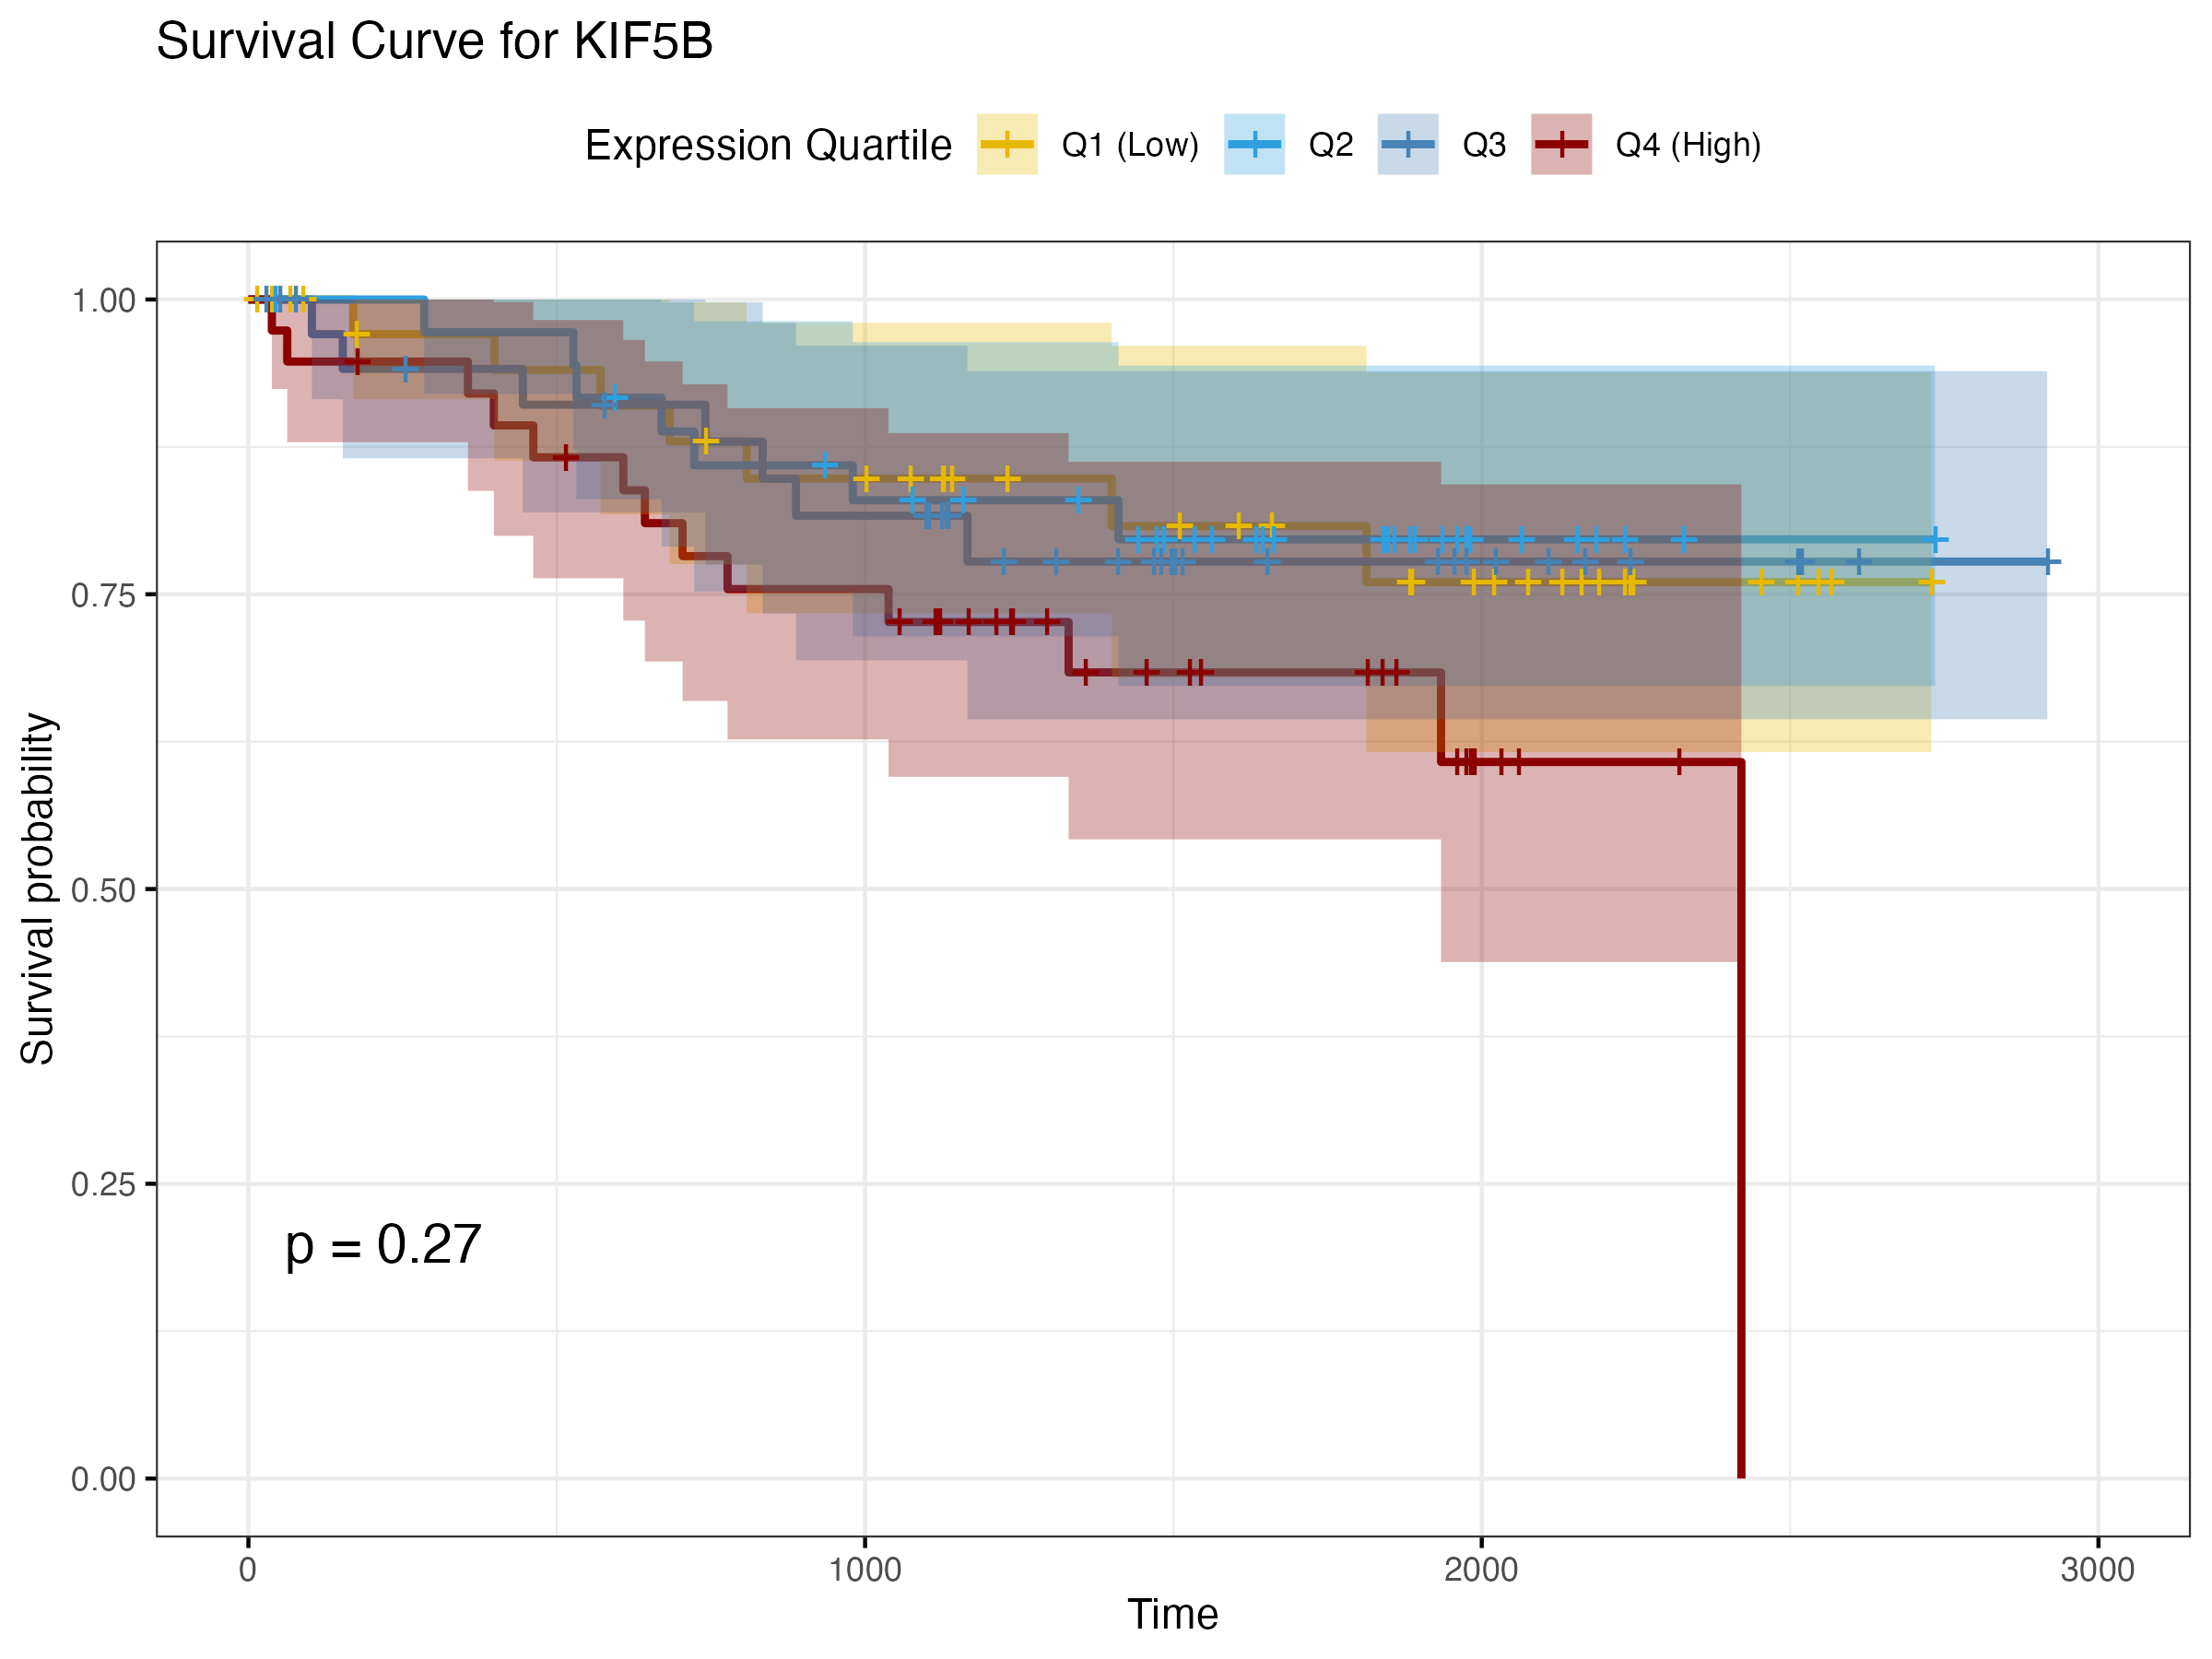 Survival Curve for KIF5B
Expression Quartile Q1 (Low) Q2 Q3 Q4 (High)
1.00
0.75
0.50
0.25
0.00
Survival probability
p = 0.27
0 1000 2000 3000
Time